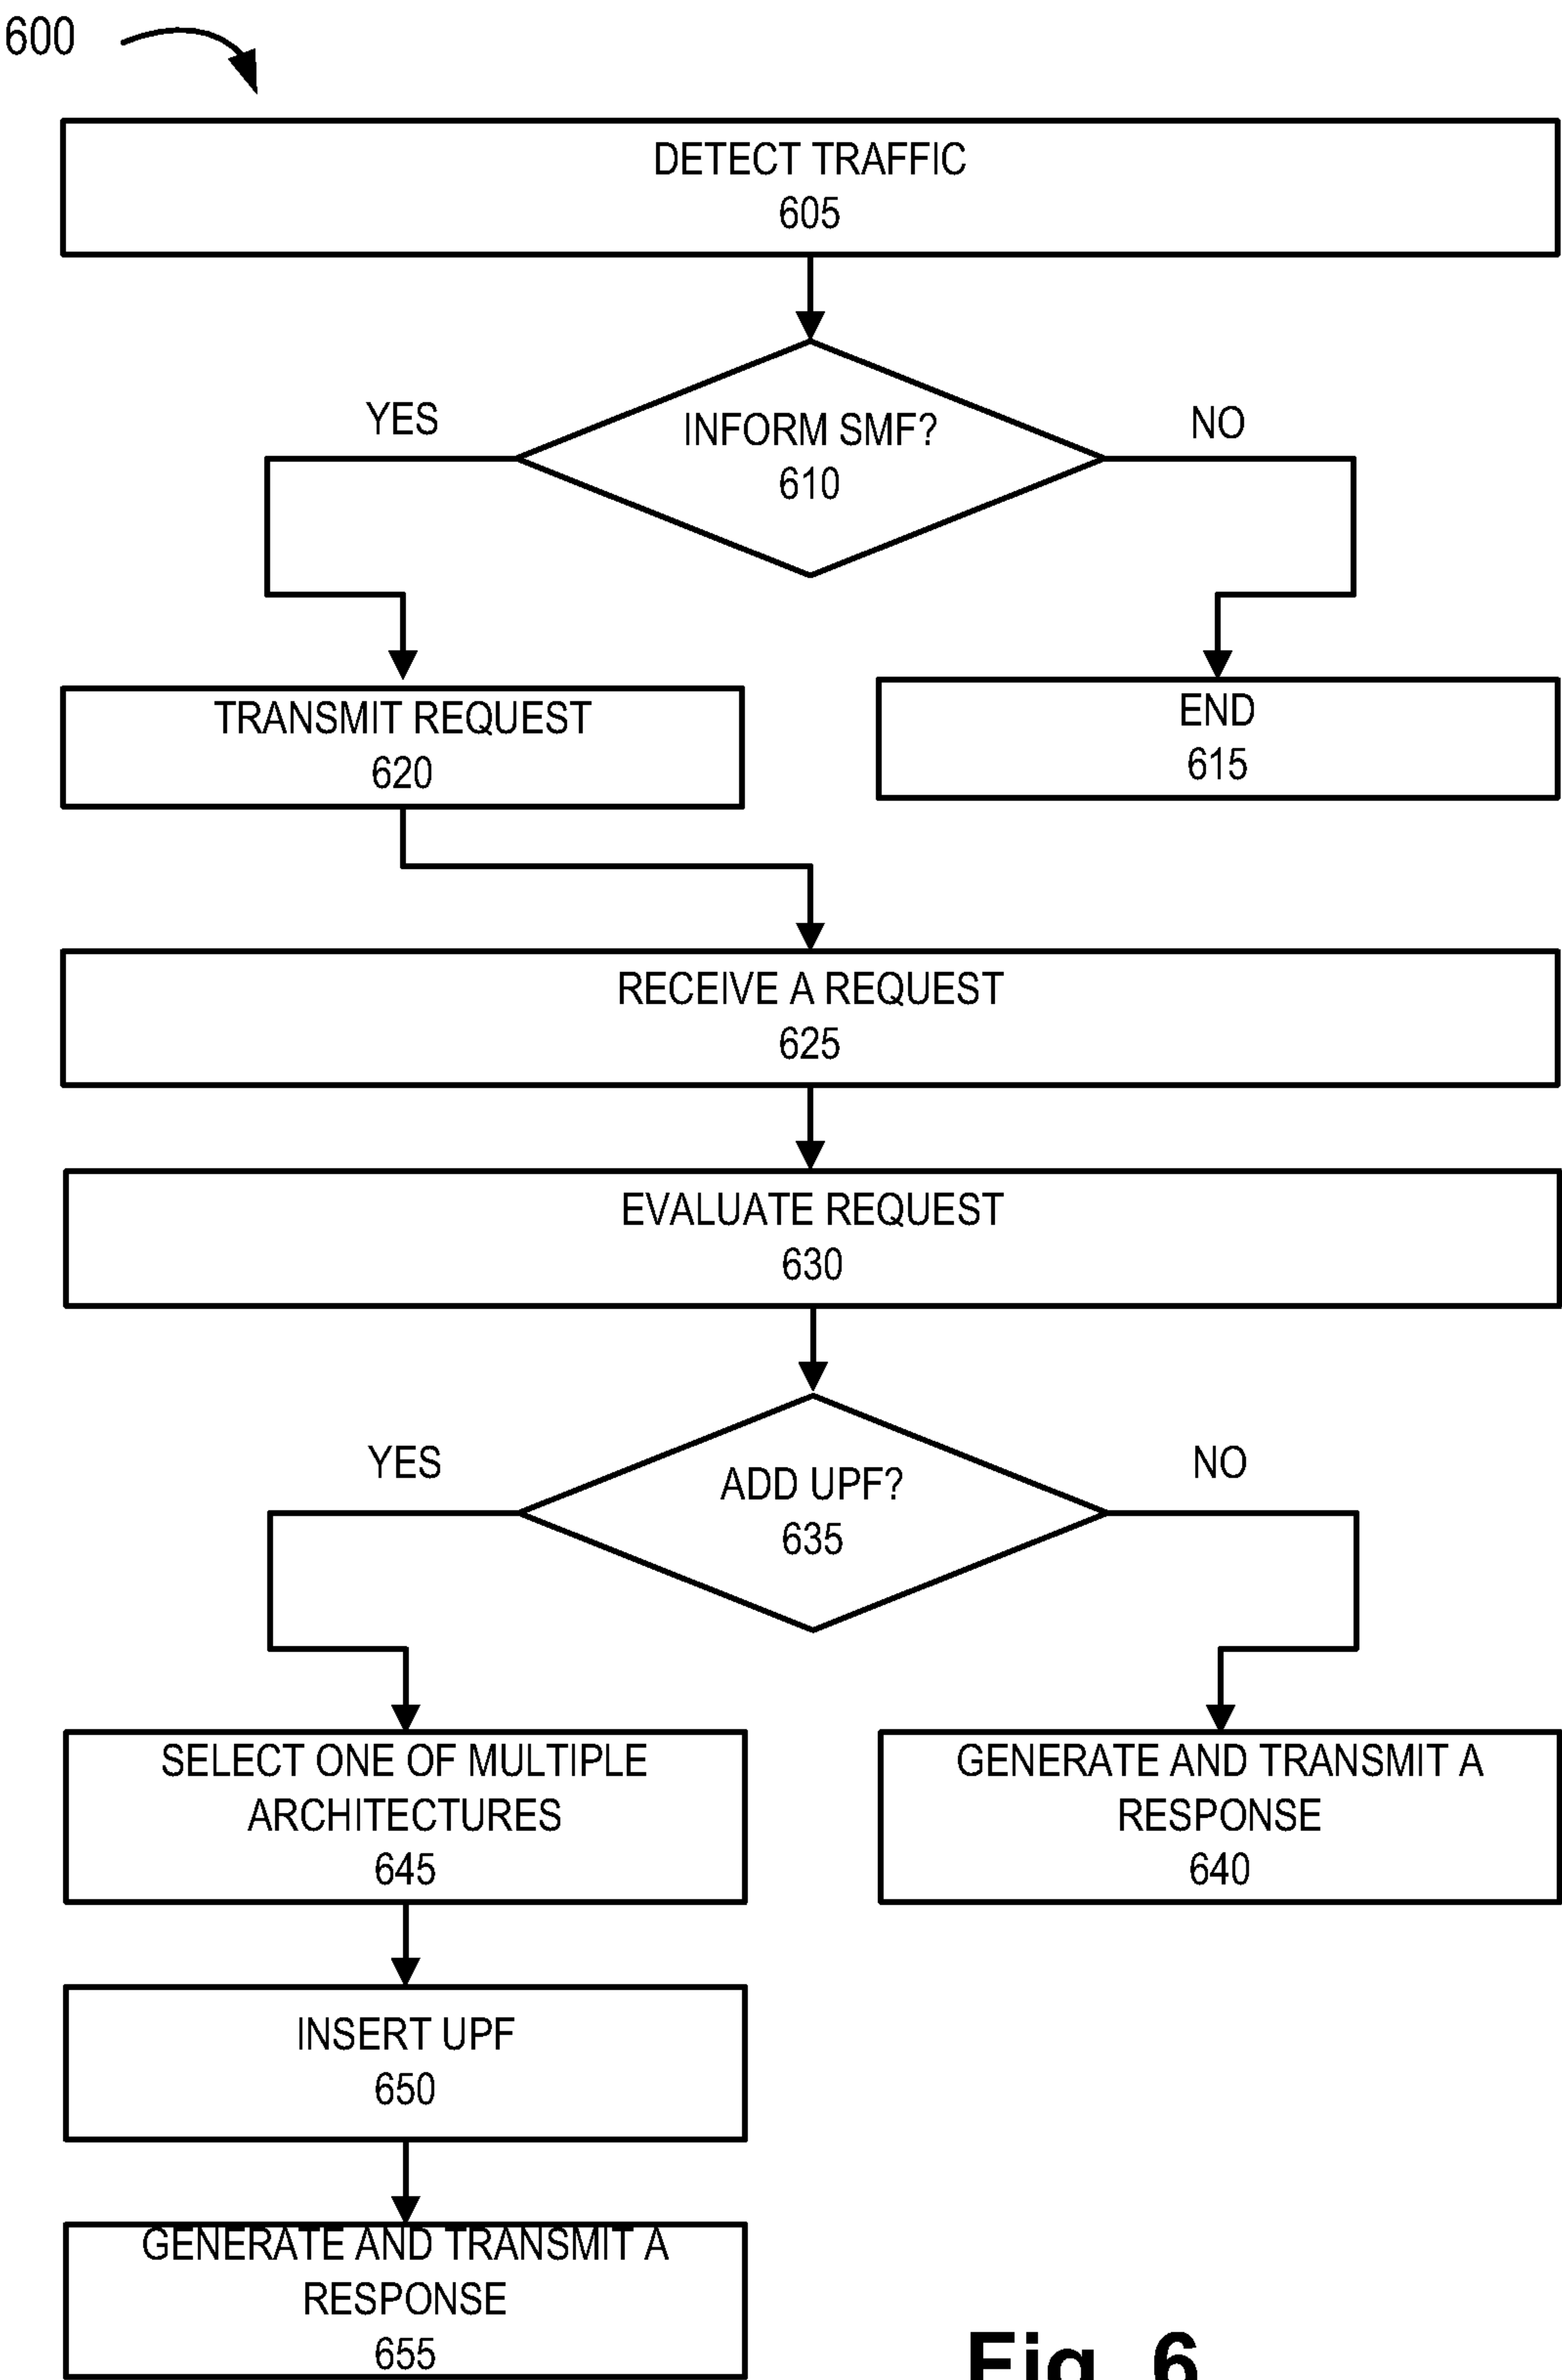 600
DETECT TRAFFIC
605
YES
INFORM SMF?
610
NO
TRANSMIT REQUEST
620
END
615
RECEIVE A REQUEST
625
EVALUATE REQUEST
630
YES
ADD UPF?
635
NO
SELECT ONE OF MULTIPLE
ARCHITECTURES
645
GENERATE AND TRANSMIT A
RESPONSE
640
INSERT UPF
650
GENERATE AND TRANSMIT A
RESPONSE
655
Fig. 6